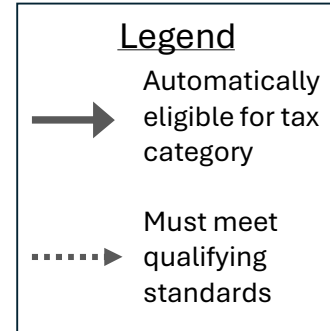 Legend
Automatically
eligible for tax
category
Must meet
qualifying
standards